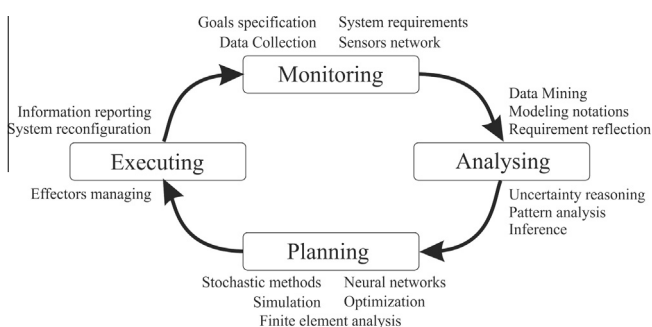 Goals specification System requirements
Data Collection Sensors network
Monitoring
Data Mining
Modeling notations
Requirement reflection
Analysing
Uncertainty reasoning
Pattern analysis
Inference
Planning
Stochastic methods Neural networks
Simulation Optimization
Finite element analysis
Information reporting
System reconfiguration
Executing
Effectors managing